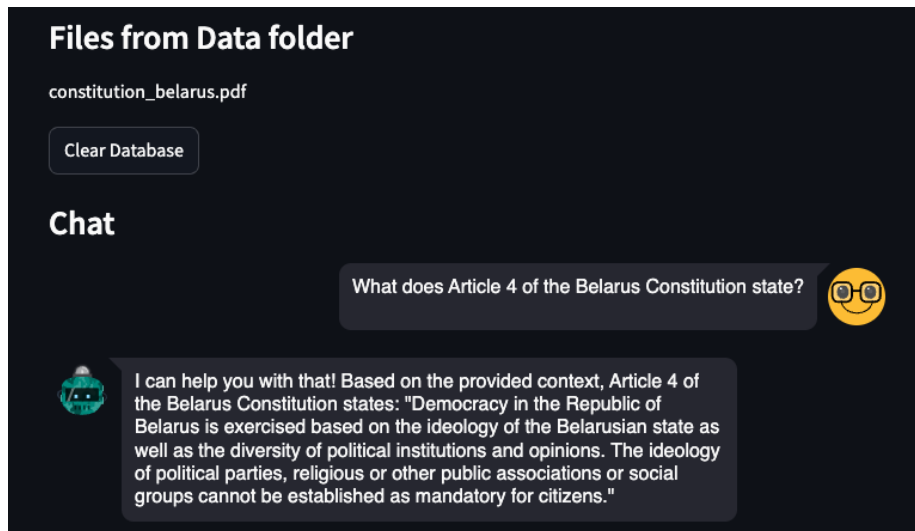 Files from Data folder
constitution_belarus.pdf
Clear Database
Chat
What does Article 4 of the Belarus Constitution state?
I can help you with that! Based on the provided context, Article 4 of
the Belarus Constitution states: "Democracy in the Republic of
Belarus is exercised based on the ideology of the Belarusian state as
well as the diversity of political institutions and opinions. The ideology
of political parties, religious or other public associations or social
groups cannot be established as mandatory for citizens."